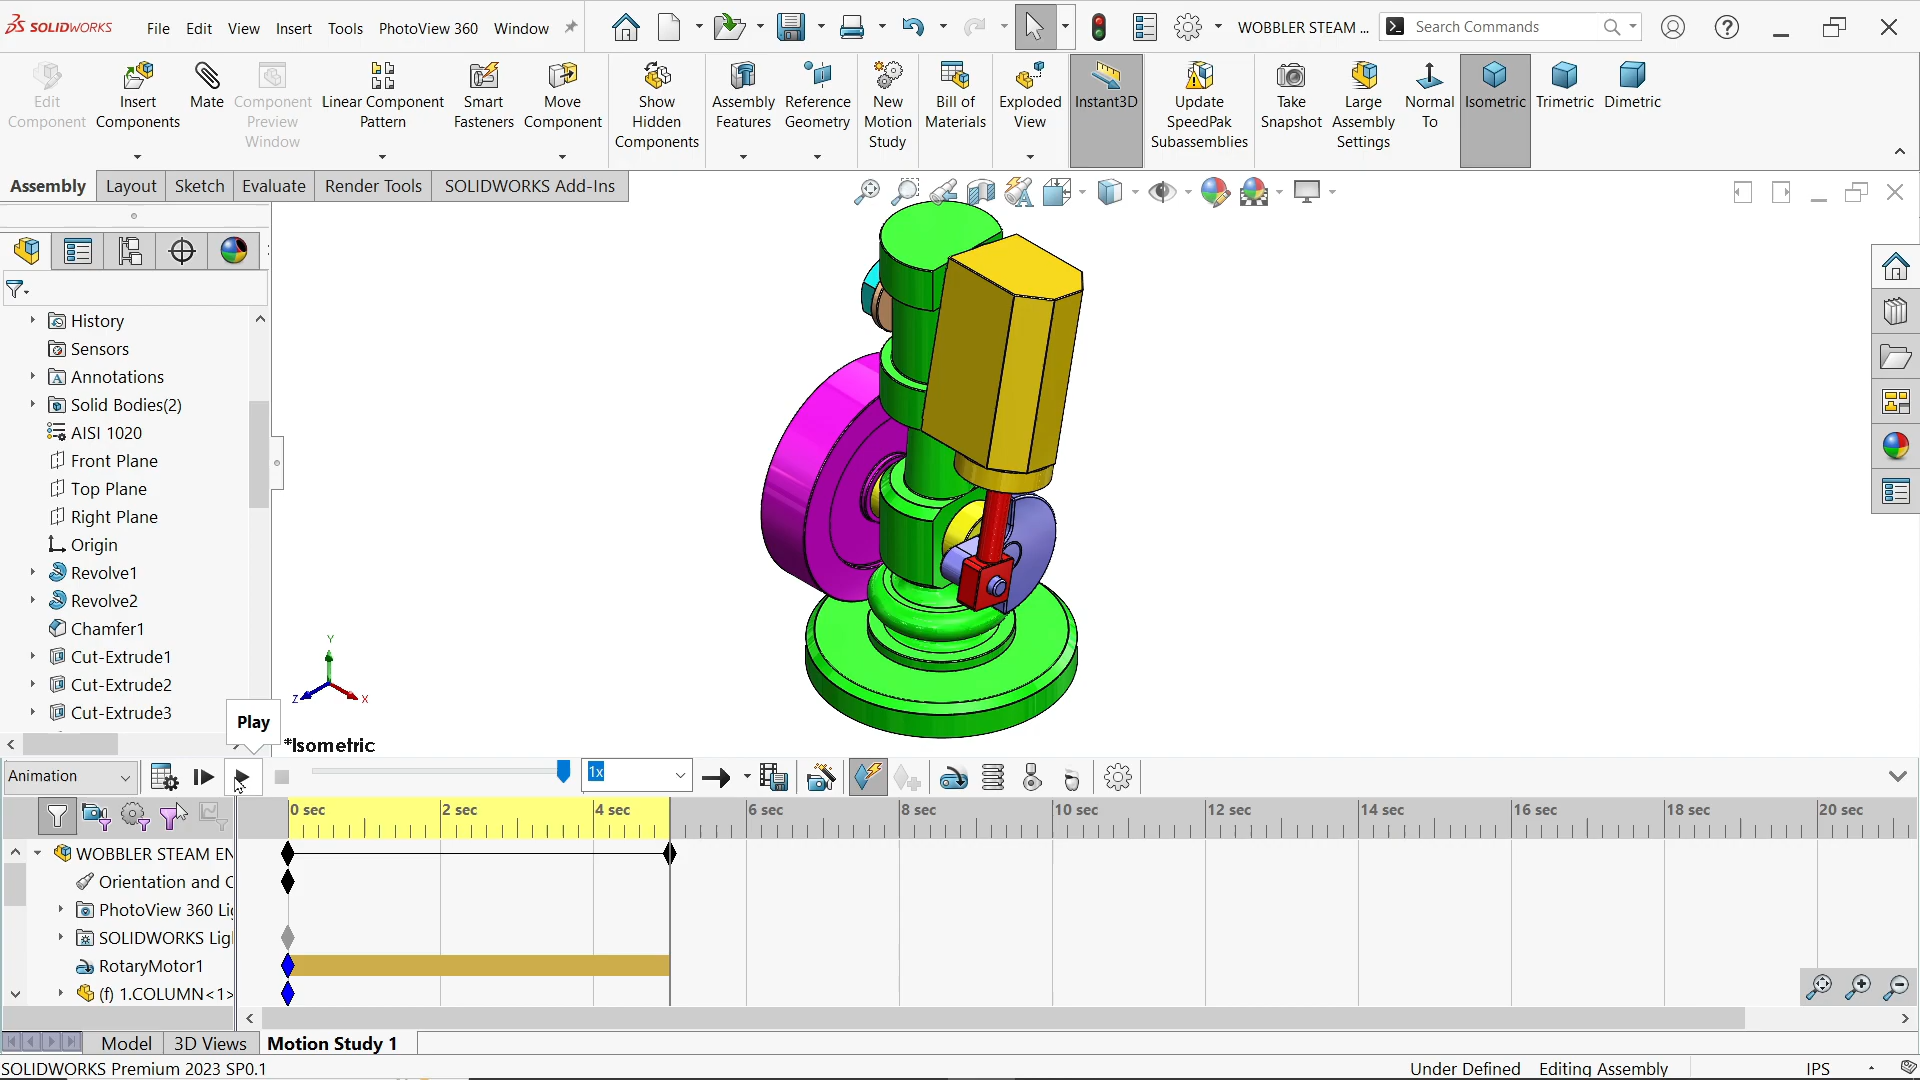 SOLIDWORKS File Edit View Insert Tools PhotoView 360 Window WOBBLER STEAM ... Search Commands
Edit Component
Insert Components
Mate
Component Preview Window
Linear Component Pattern
Smart Fasteners
Move Component
Show Hidden Components
Assembly Features
Reference Geometry
New Motion Study
Bill of Materials
Exploded View
Instant3D
Update SpeedPak Subassemblies
Take Snapshot
Large Assembly Settings
Normal To
Isometric
Trimetric
Dimetric
Assembly Layout Sketch Evaluate Render Tools SOLIDWORKS Add-Ins
History
Sensors
Annotations
Solid Bodies(2)
AISI 1020
Front Plane
Top Plane
Right Plane
Origin
Revolve1
Revolve2
Chamfer1
Cut-Extrude1
Cut-Extrude2
Cut-Extrude3
Play
Y
Z
X
*Isometric
Animation
1x
0 sec 2 sec 4 sec 6 sec 8 sec 10 sec 12 sec 14 sec 16 sec 18 sec 20 sec
WOBBLER STEAM EN
Orientation and C
PhotoView 360 Lig
SOLIDWORKS Ligh
RotaryMotor1
(f) 1.COLUMN<1>
Model 3D Views Motion Study 1
SOLIDWORKS Premium 2023 SP0.1 Under Defined Editing Assembly IPS